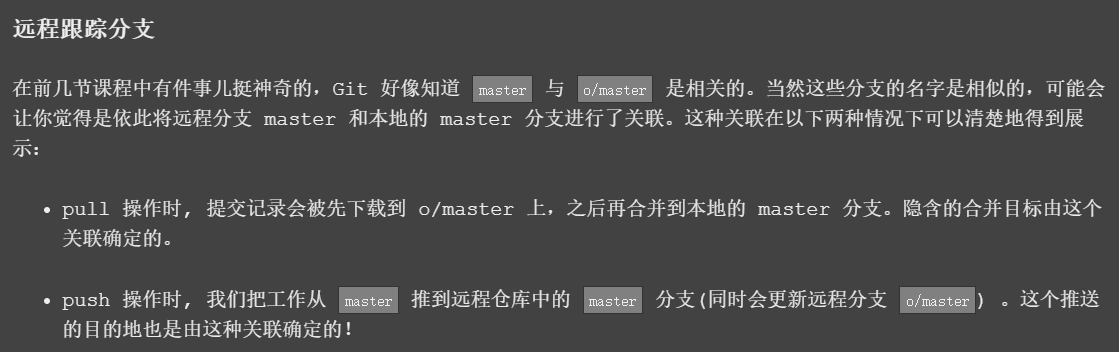 远程跟踪分支
在前几节课程中有件事儿挺神奇的，Git 好像知道 master 与 o/master 是相关的。当然这些分支的名字是相似的，可能会
让你觉得是依此将远程分支 master 和本地的 master 分支进行了关联。这种关联在以下两种情况下可以清楚地得到展
示：
• pull 操作时, 提交记录会被先下载到 o/master 上，之后再合并到本地的 master 分支。隐含的合并目标由这个
关联确定的。
• push 操作时, 我们把工作从 master 推到远程仓库中的 master 分支(同时会更新远程分支 o/master) 。这个推送
的目的地也是由这种关联确定的！